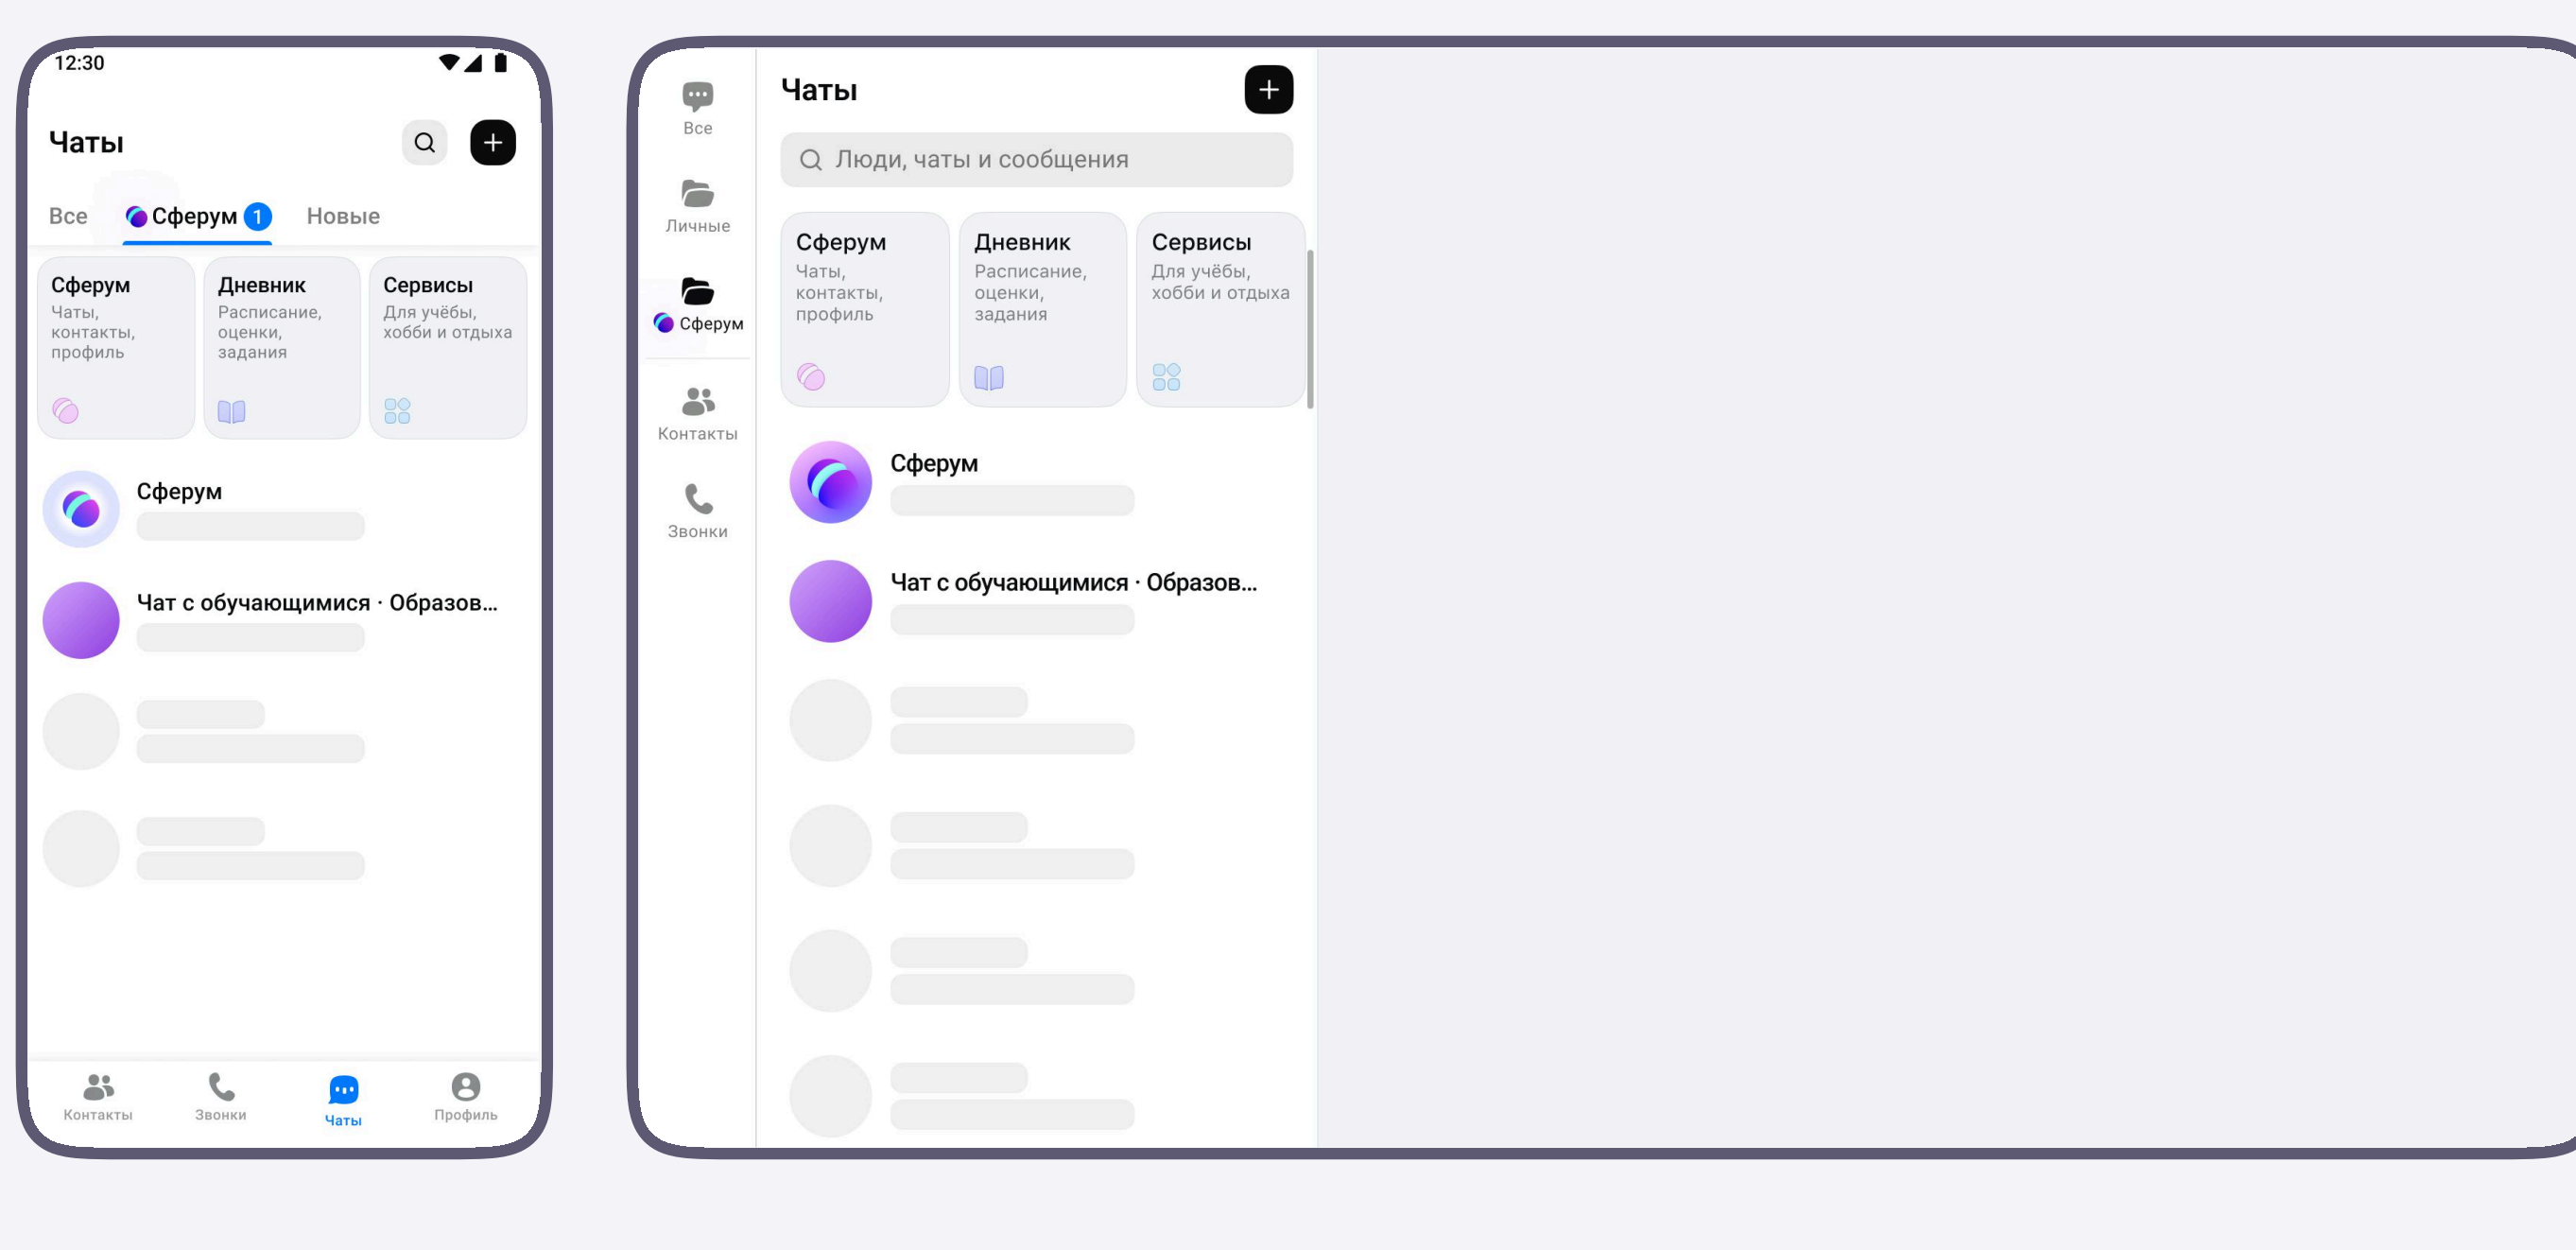 12:30
Чаты
Все
Сферум 1
Новые
Сферум
Чаты,
контакты,
профиль
Дневник
Расписание,
оценки,
задания
Сервисы
Для учёбы,
хобби и отдыха
Сферум
Чат с обучающимися · Образов...
Контакты
Звонки
Чаты
Профиль
Все
Личные
Сферум
Контакты
Звонки
Чаты
Люди, чаты и сообщения
Сферум
Чаты,
контакты,
профиль
Дневник
Расписание,
оценки,
задания
Сервисы
Для учёбы,
хобби и отдыха
Сферум
Чат с обучающимися · Образов...